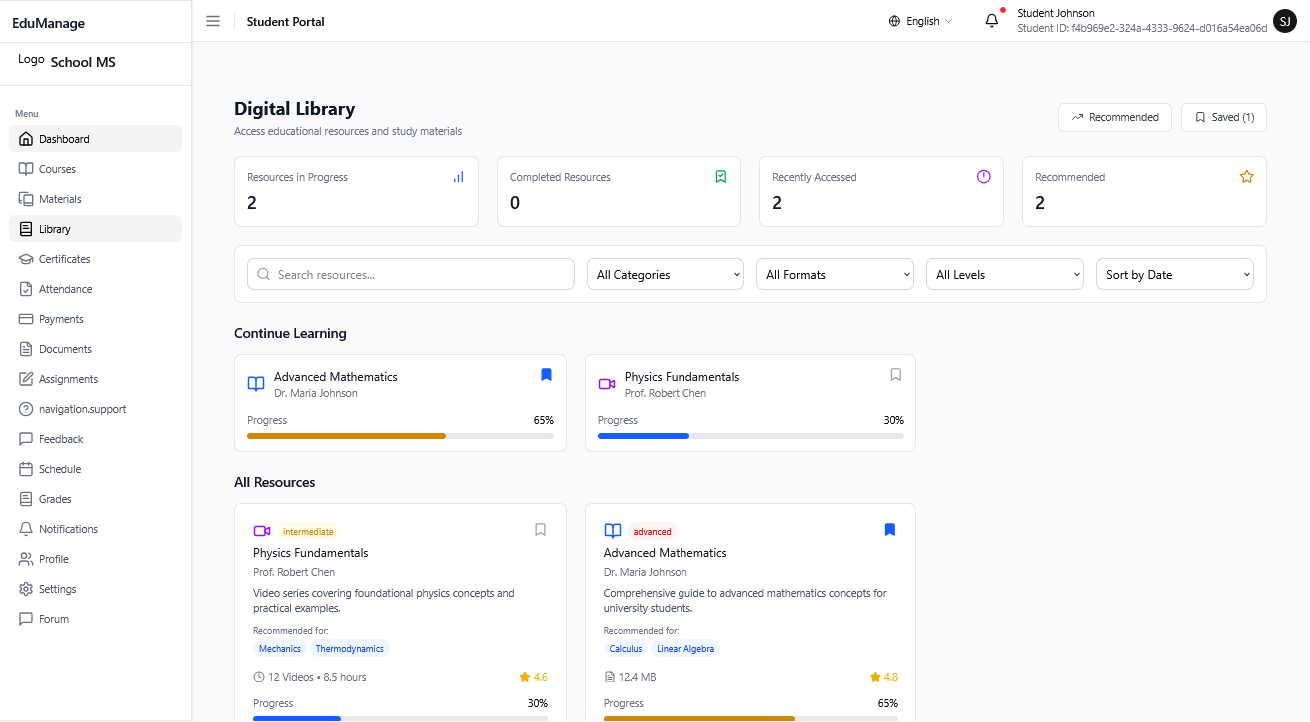 EduManage
Student Portal
English
Student Johnson
Student ID: f4b969e2-324a-4333-9624-d016a54ea06d
SJ
Logo School MS
Menu
Dashboard
Courses
Materials
Library
Certificates
Attendance
Payments
Documents
Assignments
navigation.support
Feedback
Schedule
Grades
Notifications
Profile
Settings
Forum
Digital Library
Access educational resources and study materials
Recommended
Saved (1)
Resources in Progress
2
Completed Resources
0
Recently Accessed
2
Recommended
2
Search resources...
All Categories
All Formats
All Levels
Sort by Date
Continue Learning
Advanced Mathematics
Dr. Maria Johnson
Progress 65%
Physics Fundamentals
Prof. Robert Chen
Progress 30%
All Resources
intermediate
Physics Fundamentals
Prof. Robert Chen
Video series covering foundational physics concepts and
practical examples.
Recommended for:
Mechanics Thermodynamics
12 Videos • 8.5 hours 4.6
Progress 30%
advanced
Advanced Mathematics
Dr. Maria Johnson
Comprehensive guide to advanced mathematics concepts for
university students.
Recommended for:
Calculus Linear Algebra
12.4 MB 4.8
Progress 65%